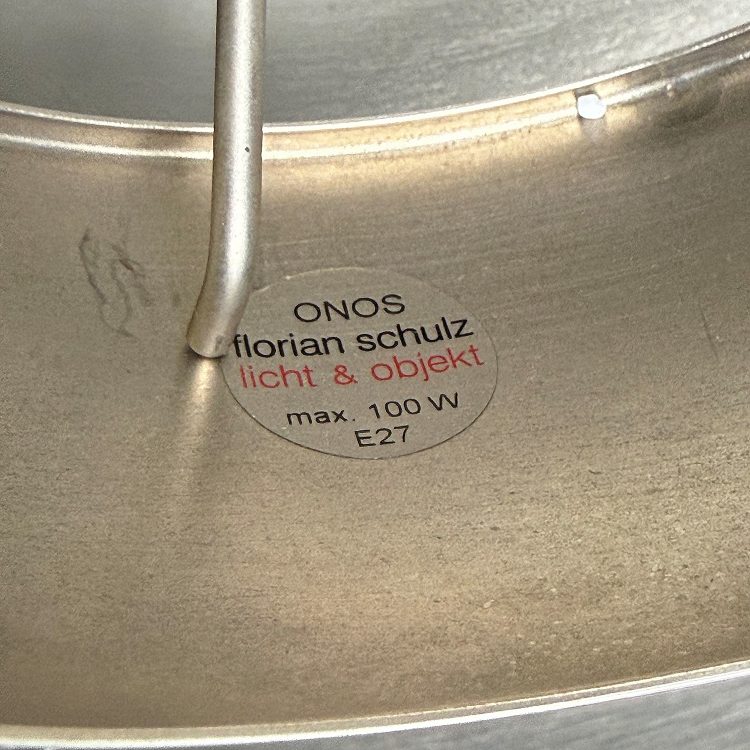 ONOS
florian schulz
licht & objekt
max. 100 W
E27